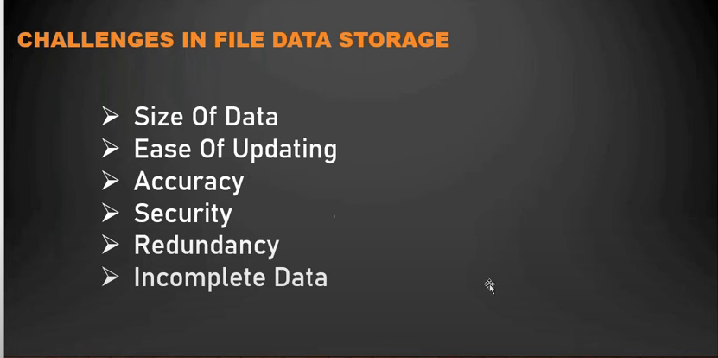 CHALLENGES IN FILE DATA STORAGE
Size Of Data
Ease Of Updating
Accuracy
Security
Redundancy
Incomplete Data